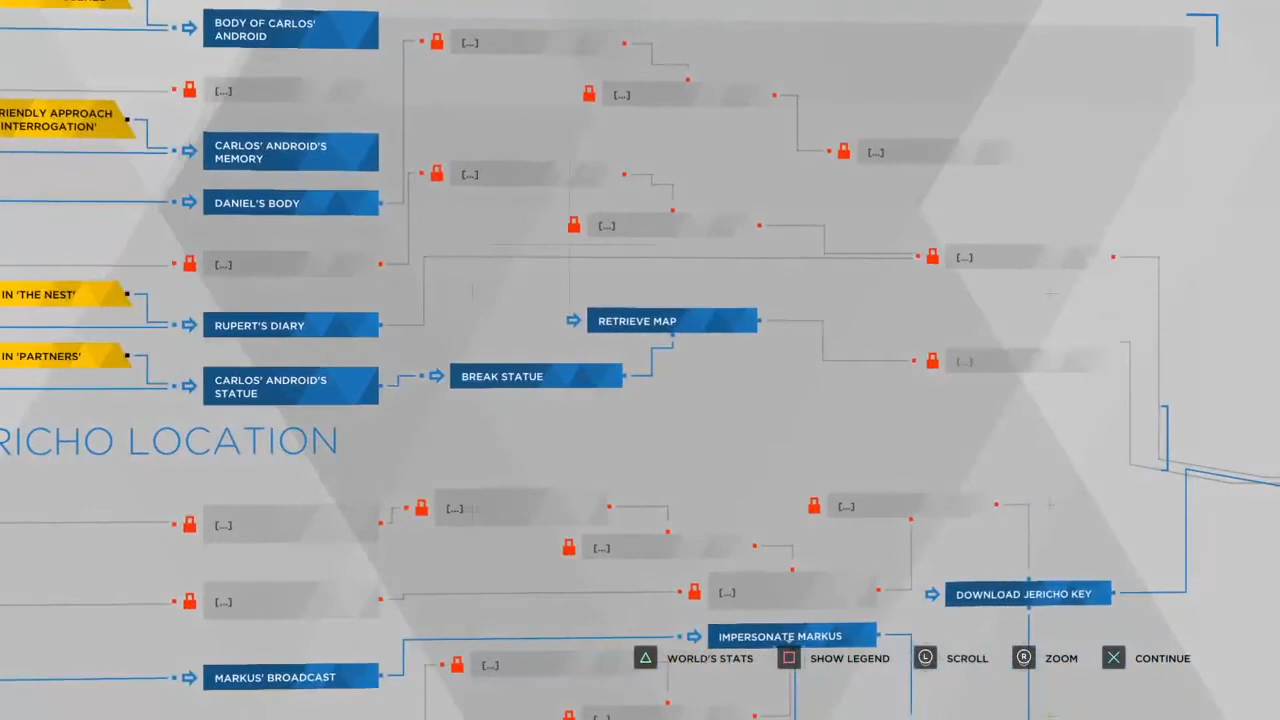 BODY OF CARLOS'
ANDROID
[...]
[...]
[...]
RIENDLY APPROACH
INTERROGATION'
[...]
CARLOS' ANDROID'S
MEMORY
[...]
DANIEL'S BODY
[...]
[...]
[...]
IN 'THE NEST'
RUPERT'S DIARY
RETRIEVE MAP
IN 'PARTNERS'
[...]
CARLOS' ANDROID'S
STATUE
BREAK STATUE
RICHO LOCATION
[...]
[...]
[...]
[...]
[...]
[...]
DOWNLOAD JERICHO KEY
IMPERSONATE MARKUS
MARKUS' BROADCAST
[...]
WORLD'S STATS
SHOW LEGEND
L
SCROLL
R
ZOOM
CONTINUE